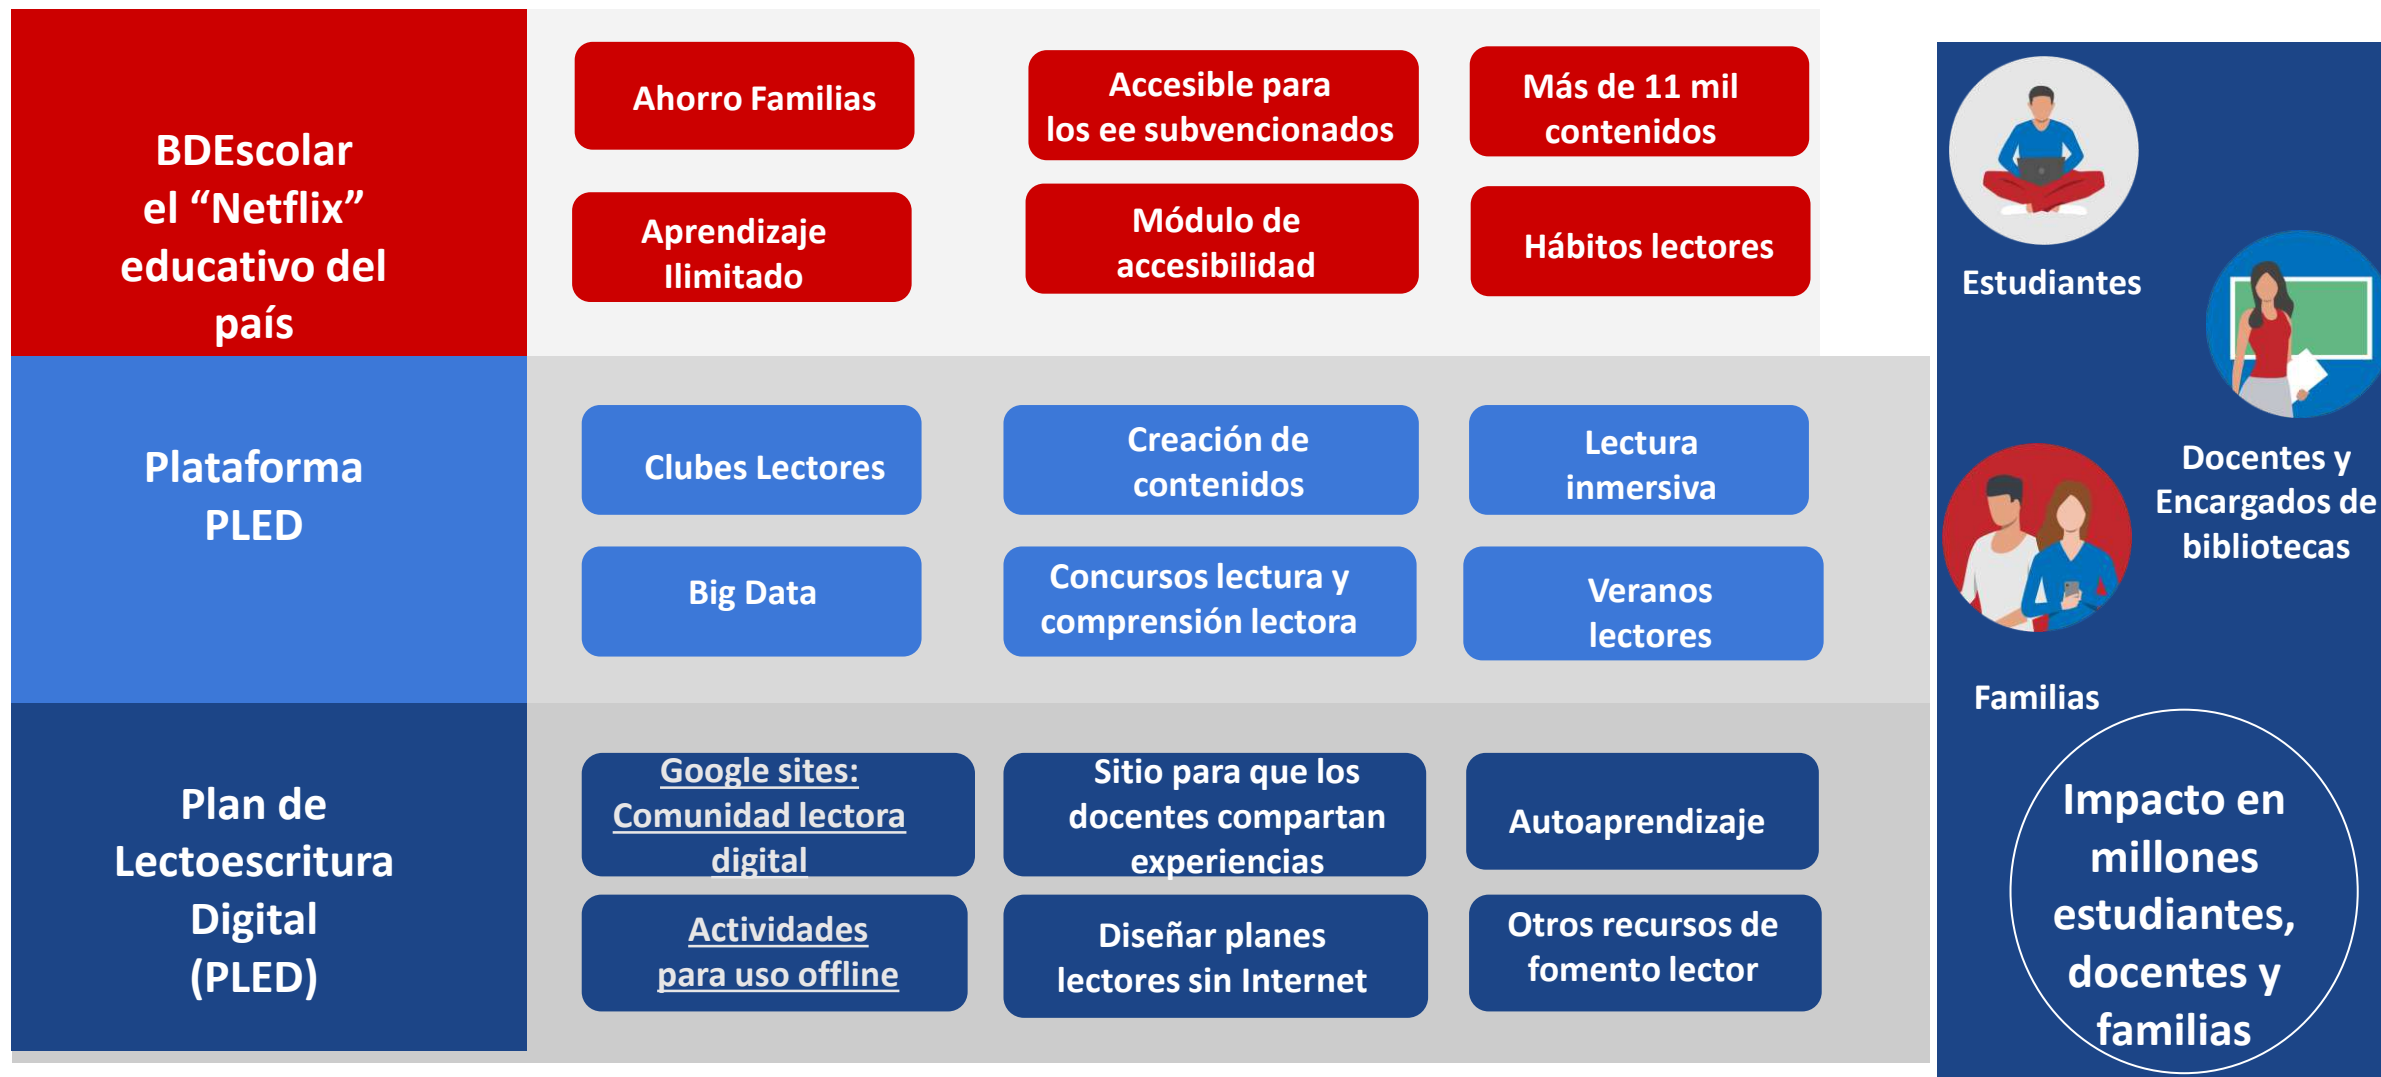 BDEscolar
el “Netflix”
educativo del
país
Ahorro Familias
Accesible para
los ee subvencionados
Más de 11 mil
contenidos
Aprendizaje
Ilimitado
Módulo de
accesibilidad
Hábitos lectores
Plataforma
PLED
Clubes Lectores
Creación de
contenidos
Lectura
inmersiva
Big Data
Concursos lectura y
comprensión lectora
Veranos
lectores
Plan de
Lectoescritura
Digital
(PLED)
Google sites:
Comunidad lectora
digital
Sitio para que los
docentes compartan
experiencias
Autoaprendizaje
Actividades
para uso offline
Diseñar planes
lectores sin Internet
Otros recursos de
fomento lector
Estudiantes
Docentes y
Encargados de
bibliotecas
Familias
Impacto en
millones
estudiantes,
docentes y
familias